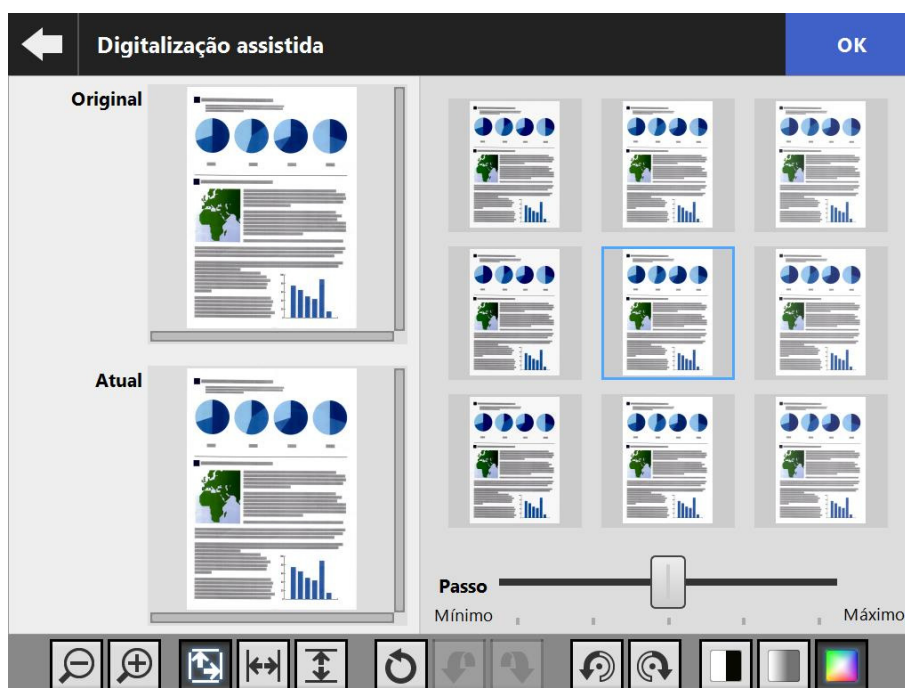 Digitalização assistida
OK
Original
Atual
Passo
Mínimo
Máximo